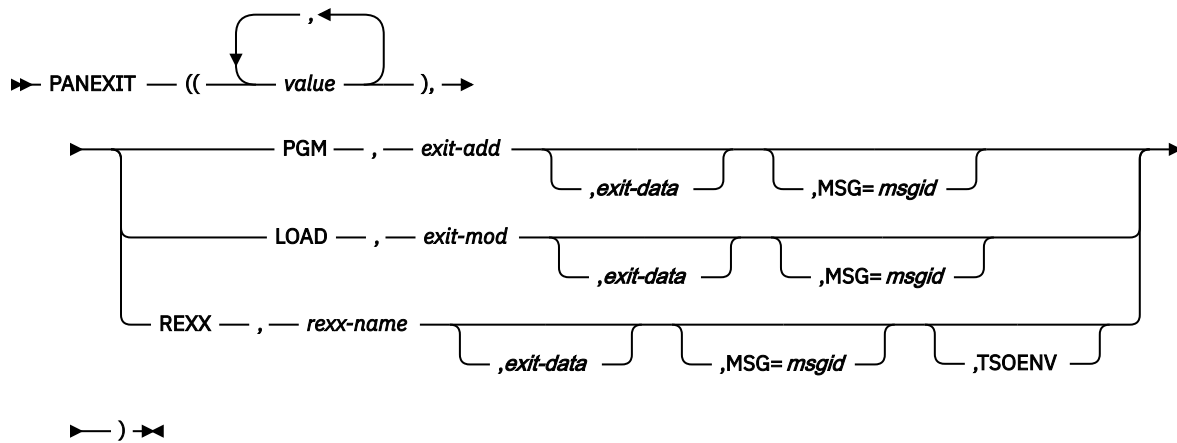 ,
PANEXIT (( value ),
PGM , exit-add
,exit-data ,MSG= msgid
LOAD , exit-mod
,exit-data ,MSG= msgid
REXX , rexx-name
,exit-data ,MSG= msgid ,TSOENV
)